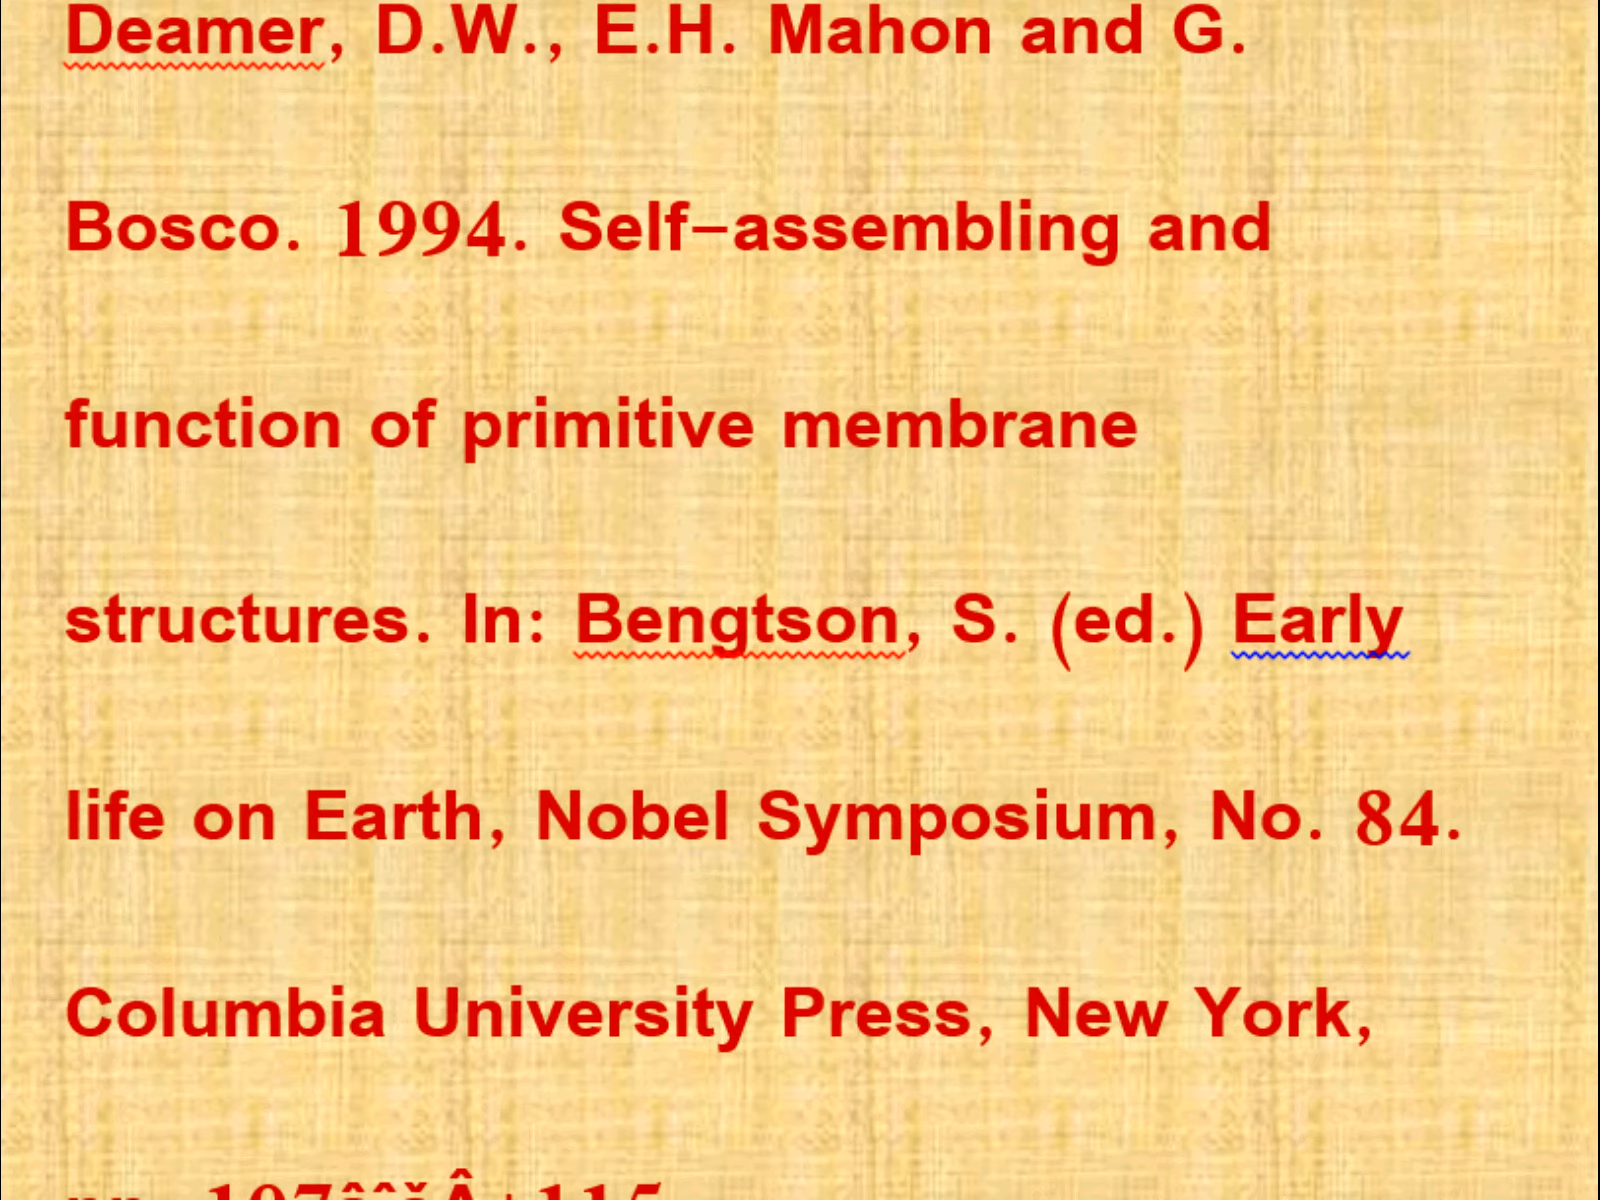 Deamer, D.W., E.H. Mahon and G.
Bosco. 1994. Self–assembling and
function of primitive membrane
structures. In: Bengtson, S. (ed.) Early
life on Earth, Nobel Symposium, No. 84.
Columbia University Press, New York,
pp.